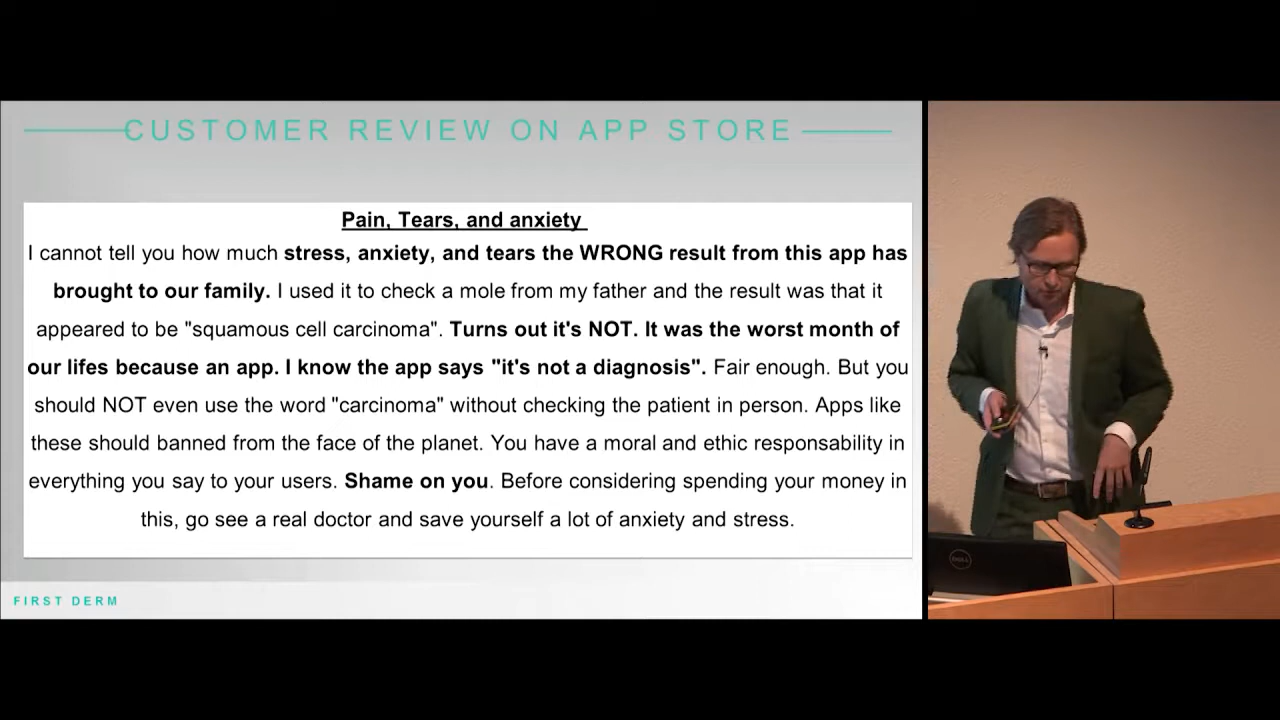 CUSTOMER REVIEW ON APP STORE
Pain, Tears, and anxiety
I cannot tell you how much stress, anxiety, and tears the WRONG result from this app has
brought to our family. I used it to check a mole from my father and the result was that it
appeared to be "squamous cell carcinoma". Turns out it's NOT. It was the worst month of
our lifes because an app. I know the app says "it's not a diagnosis". Fair enough. But you
should NOT even use the word "carcinoma" without checking the patient in person. Apps like
these should banned from the face of the planet. You have a moral and ethic responsability in
everything you say to your users. Shame on you. Before considering spending your money in
this, go see a real doctor and save yourself a lot of anxiety and stress.
FIRST DERM
DELL